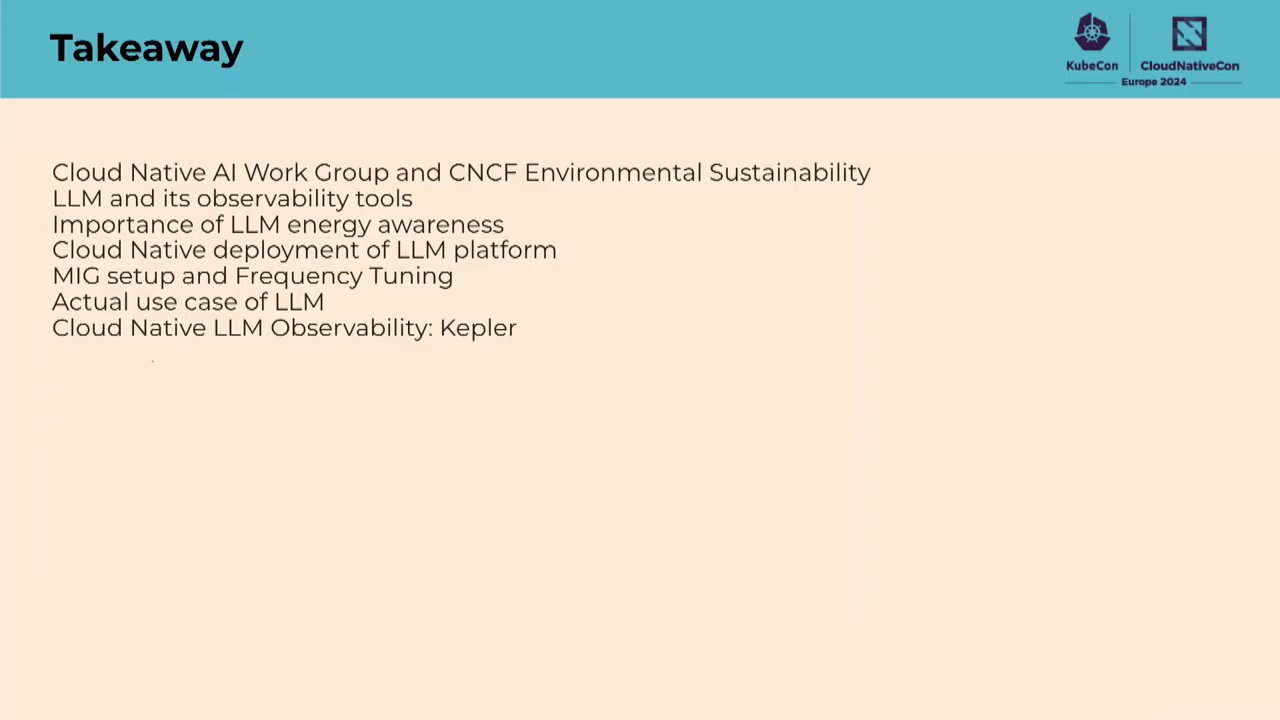 Takeaway
KubeCon
CloudNativeCon
Europe 2024
Cloud Native AI Work Group and CNCF Environmental Sustainability
LLM and its observability tools
Importance of LLM energy awareness
Cloud Native deployment of LLM platform
MIG setup and Frequency Tuning
Actual use case of LLM
Cloud Native LLM Observability: Kepler